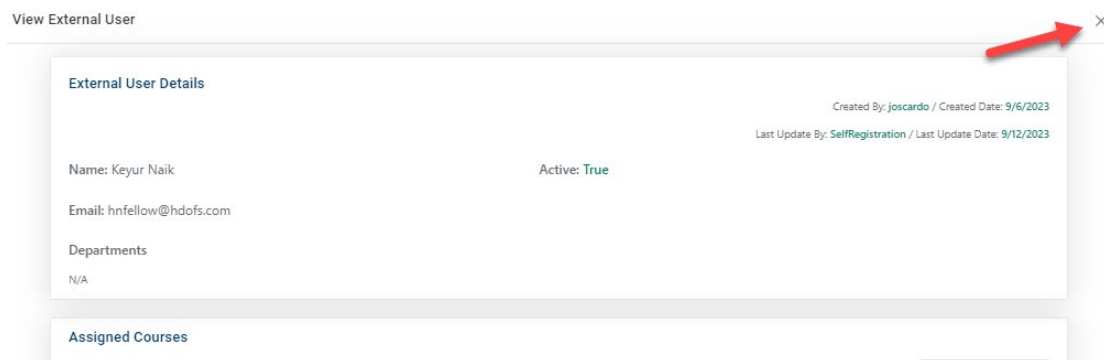 View External User
External User Details
Created By: joscardo / Created Date: 9/6/2023
Last Update By: SelfRegistration / Last Update Date: 9/12/2023
Name: Keyur Naik
Active: True
Email: hnfellow@hdofs.com
Departments
N/A
Assigned Courses